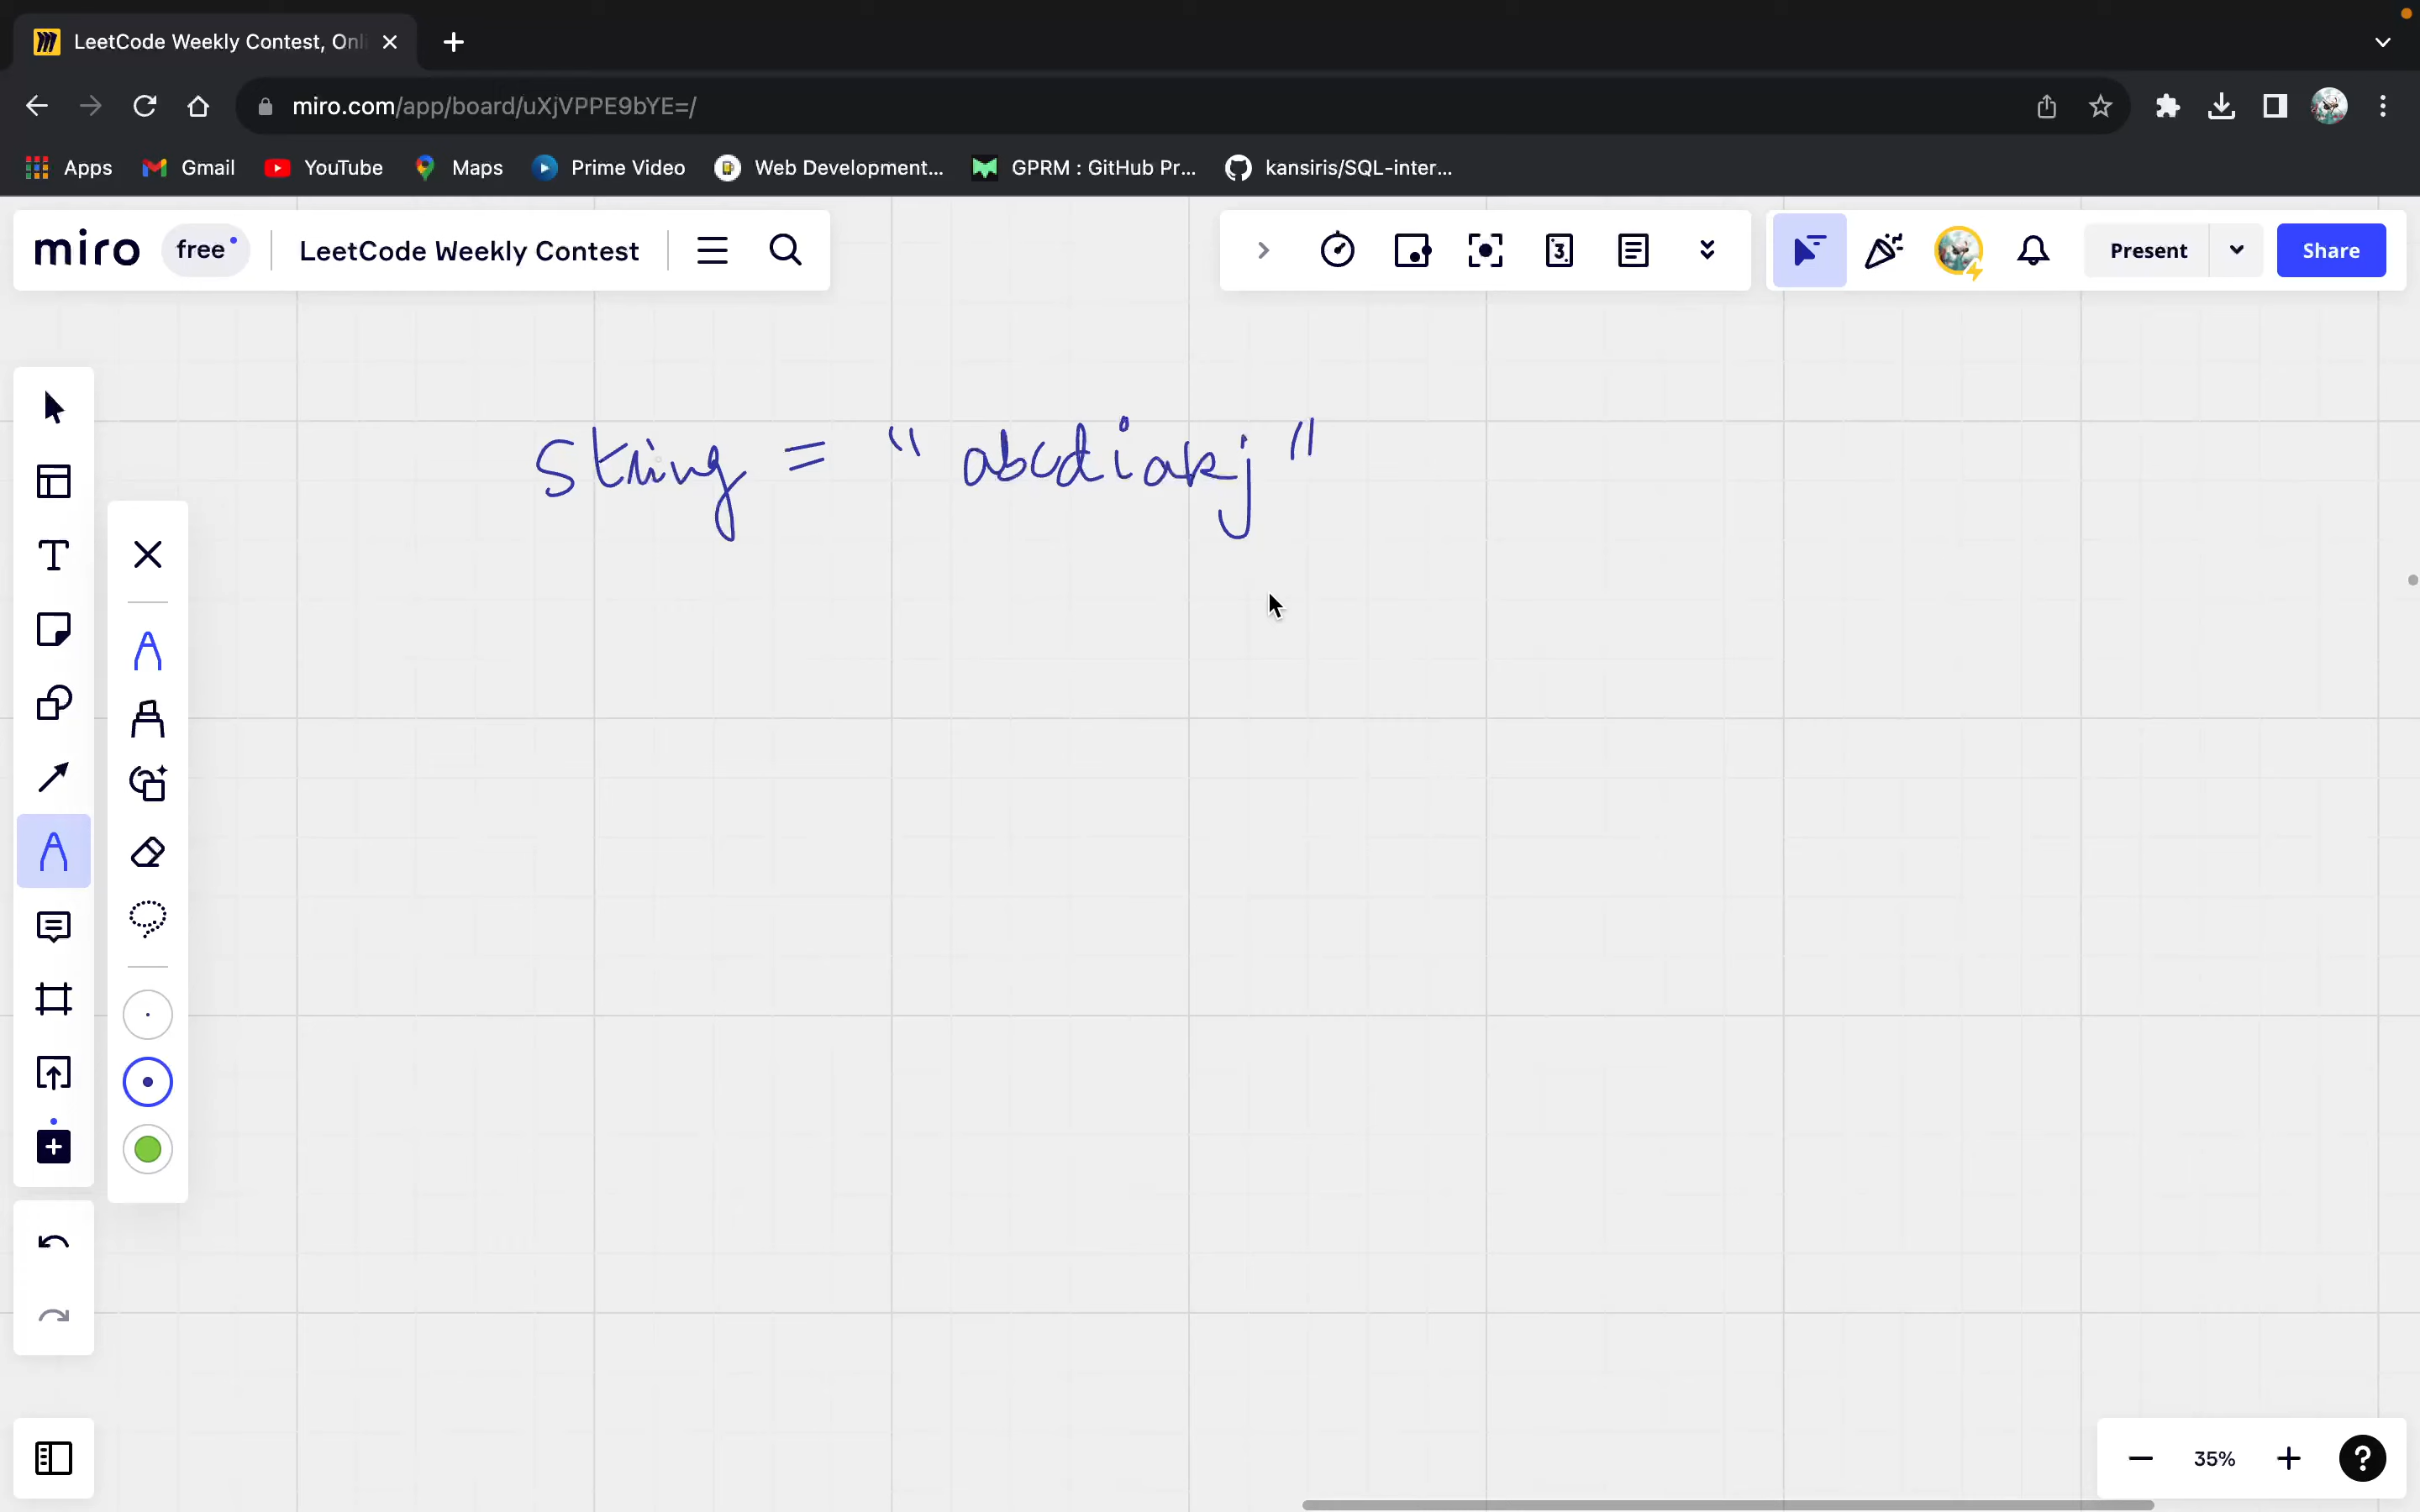 LeetCode Weekly Contest, Onl
miro.com/app/board/uXjVPPE9bYE=/
Apps Gmail YouTube Maps Prime Video Web Development... GPRM : GitHub Pr... kansiris/SQL-inter...
miro free LeetCode Weekly Contest 3 Present Share
String = "abcdiakj"
T
35% ?